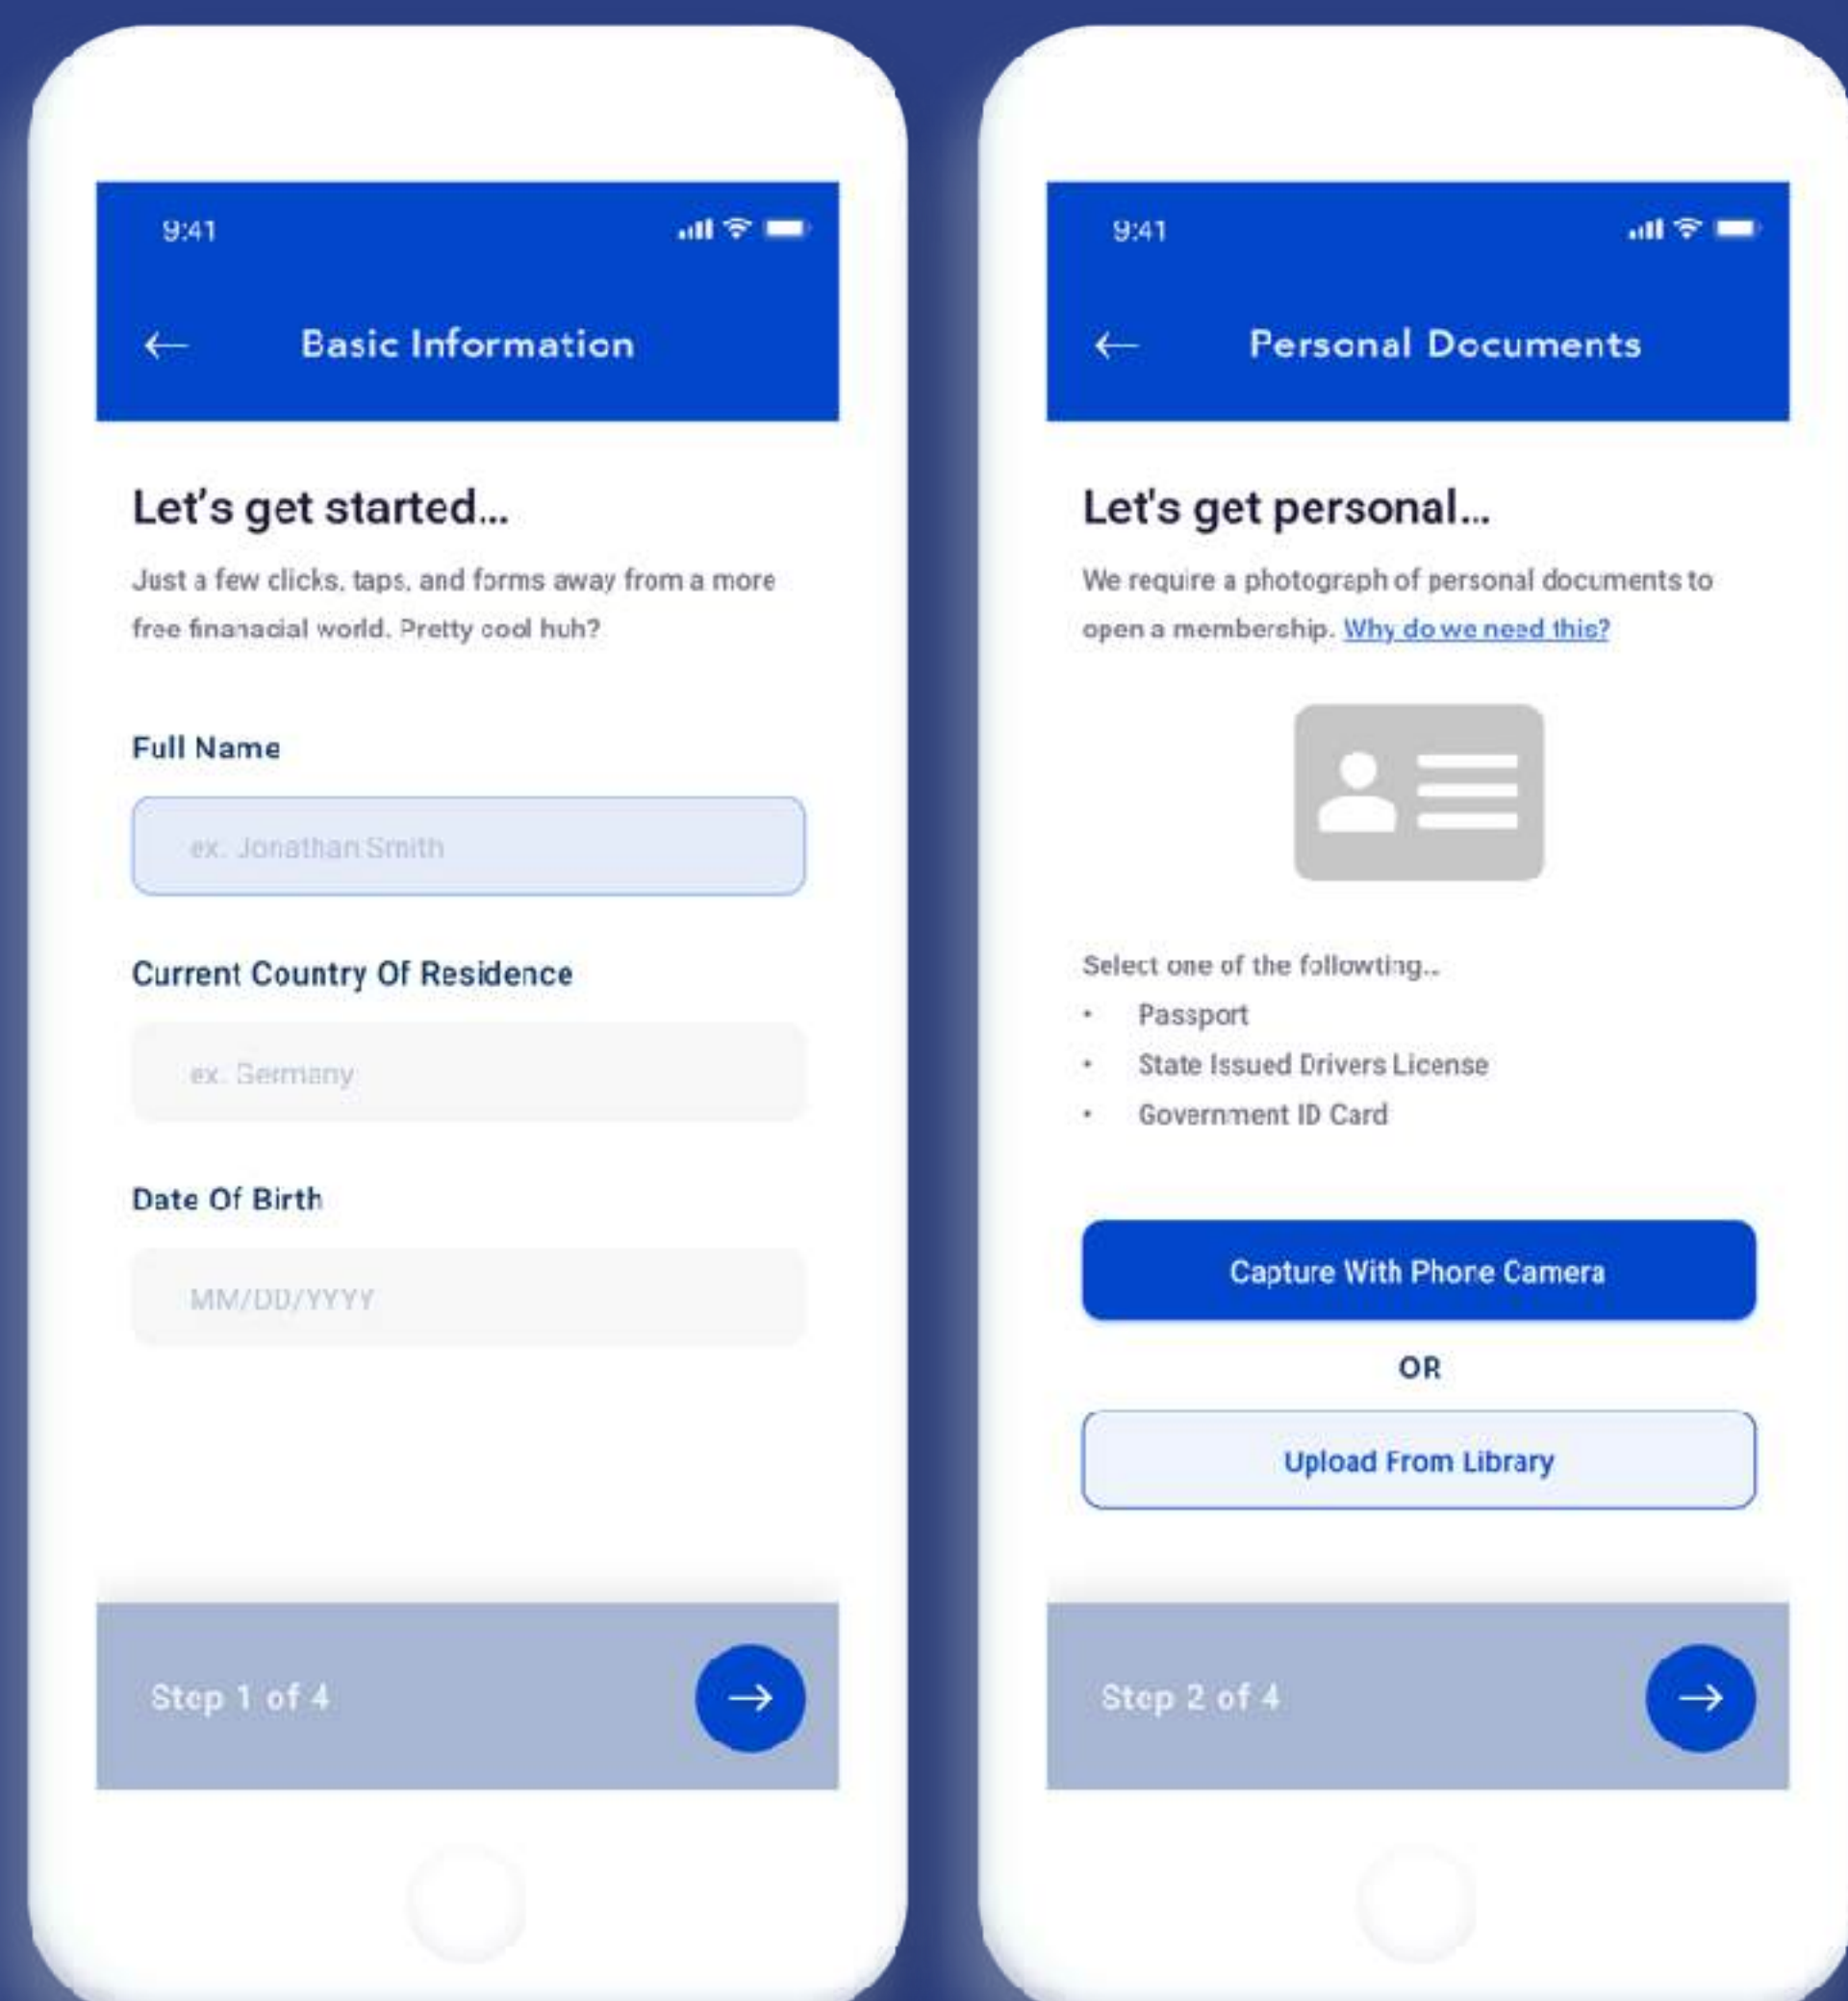 9:41
Basic Information
Let's get started...
Just a few clicks, taps, and forms away from a more
free finanacial world. Pretty cool huh?
Full Name
ex. Jonathan Smith
Current Country Of Residence
ex. Germany
Date Of Birth
MM/DD/YYYY
Step 1 of 4
9:41
Personal Documents
Let's get personal...
We require a photograph of personal documents to
open a membership. Why do we need this?
Select one of the followting..
• Passport
• State Issued Drivers License
• Government ID Card
Capture With Phone Camera
OR
Upload From Library
Step 2 of 4